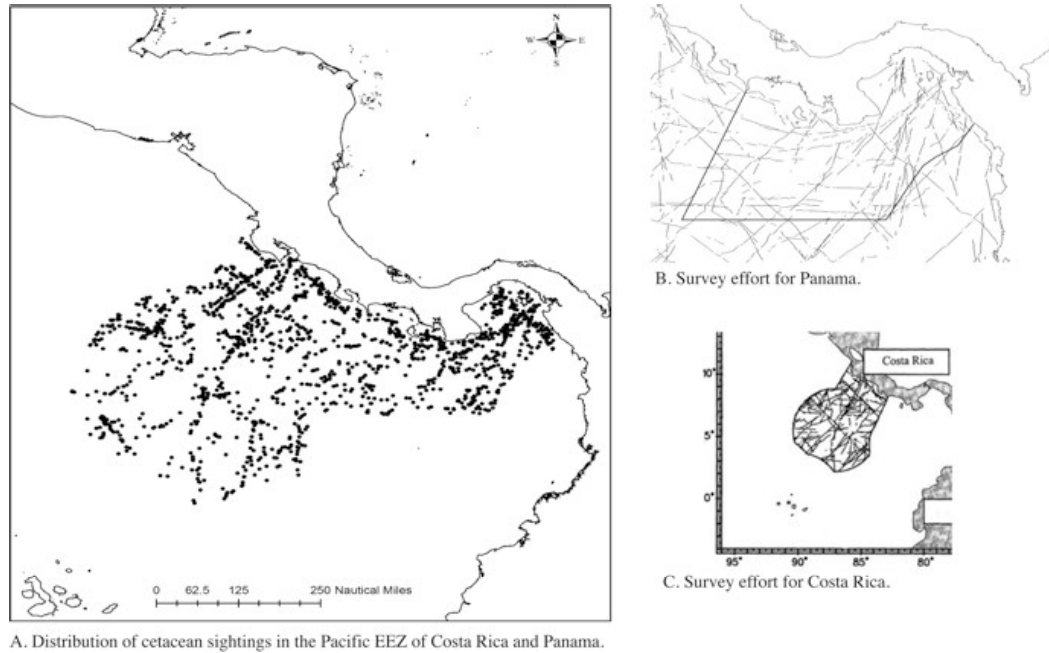 N
W E
S
0 62.5 125 250 Nautical Miles
A. Distribution of cetacean sightings in the Pacific EEZ of Costa Rica and Panama.
B. Survey effort for Panama.
Costa Rica
10°
5°
0°
95° 90° 85° 80°
C. Survey effort for Costa Rica.